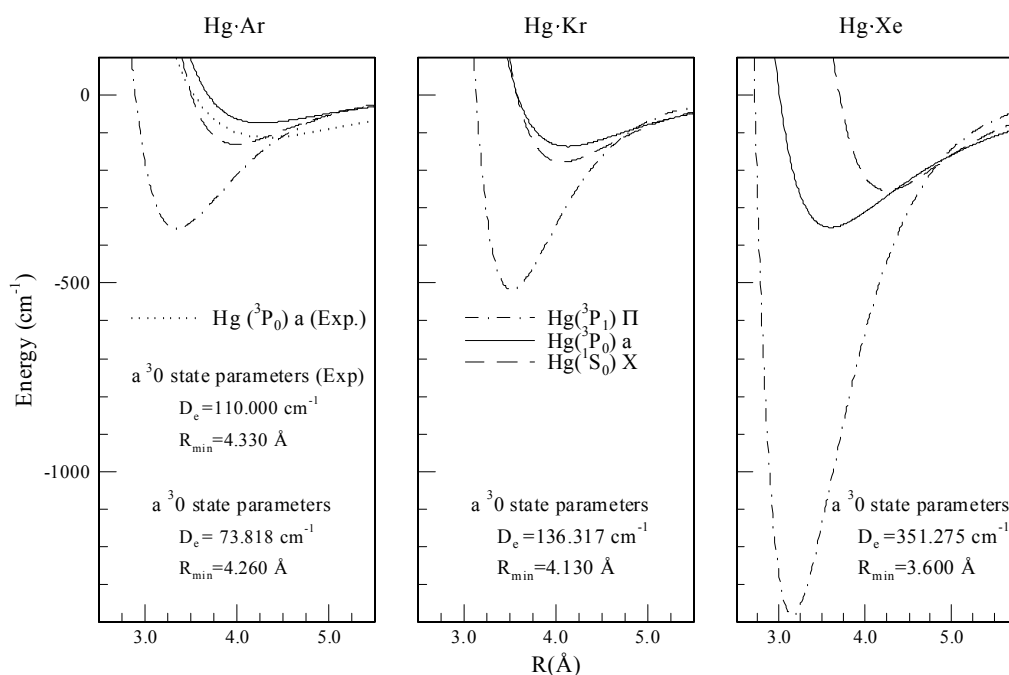 Hg·Ar
Hg·Kr
Hg·Xe
Energy (cm⁻¹)
0
-500
-1000
Hg (³P₀) a (Exp.)
a ³0 state parameters (Exp)
Dₑ=110.000 cm⁻¹
Rₘᵢₙ=4.330 Å
a ³0 state parameters
Dₑ= 73.818 cm⁻¹
Rₘᵢₙ=4.260 Å
Hg(³P₁) Π
Hg(³P₀) a
Hg(¹S₀) X
a ³0 state parameters
Dₑ=136.317 cm⁻¹
Rₘᵢₙ=4.130 Å
a ³0 state parameters
Dₑ=351.275 cm⁻¹
Rₘᵢₙ=3.600 Å
3.0 4.0 5.0
3.0 4.0 5.0
3.0 4.0 5.0
R(Å)